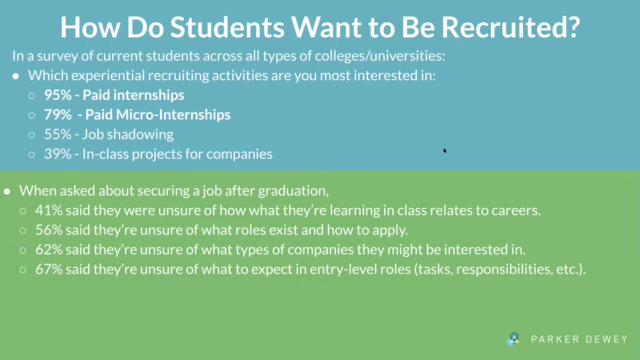 How Do Students Want to Be Recruited?
In a survey of current students across all types of colleges/universities:
● Which experiential recruiting activities are you most interested in:
○ 95% - Paid internships
○ 79% - Paid Micro-Internships
○ 55% - Job shadowing
○ 39% - In-class projects for companies
● When asked about securing a job after graduation,
○ 41% said they were unsure of how what they're learning in class relates to careers.
○ 56% said they're unsure of what roles exist and how to apply.
○ 62% said they're unsure of what types of companies they might be interested in.
○ 67% said they're unsure of what to expect in entry-level roles (tasks, responsibilities, etc.).
PARKER DEWEY